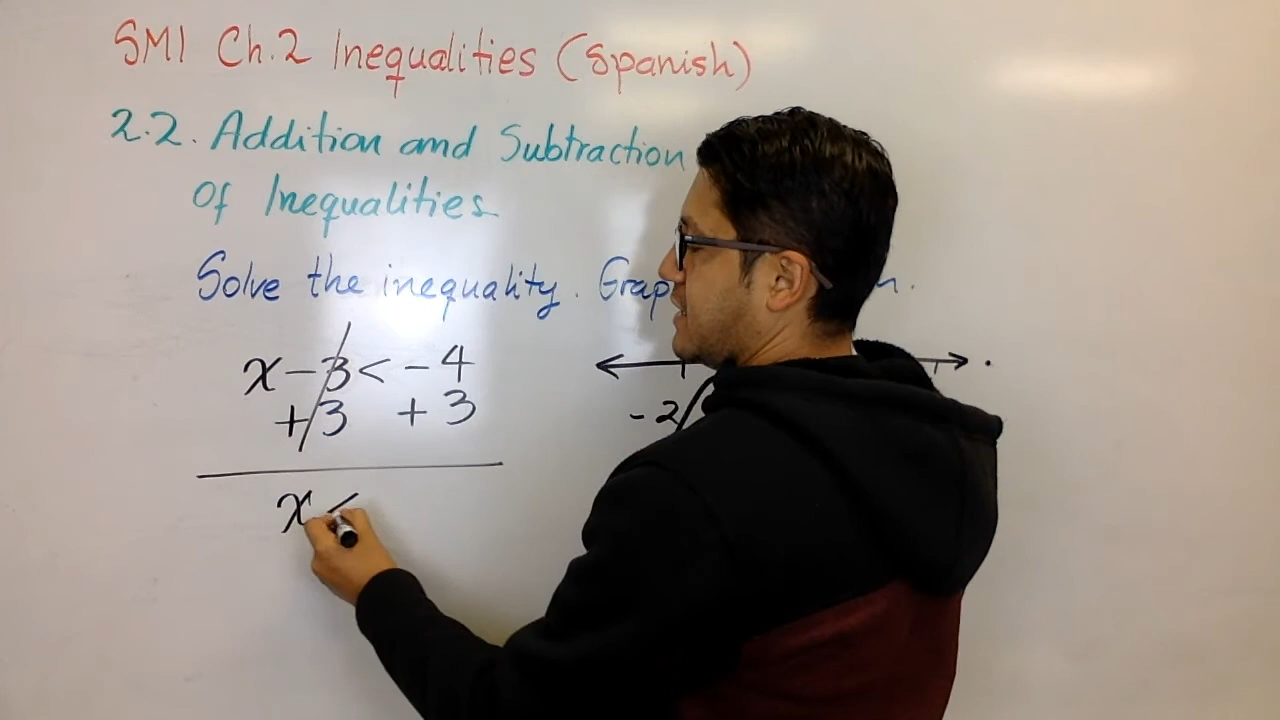 SM1 Ch.2 Inequalities (Spanish)
2.2. Addition and Subtraction
of Inequalities
Solve the inequality. Grap n.
x - 3 < - 4
+ 3 + 3
- 2
x <